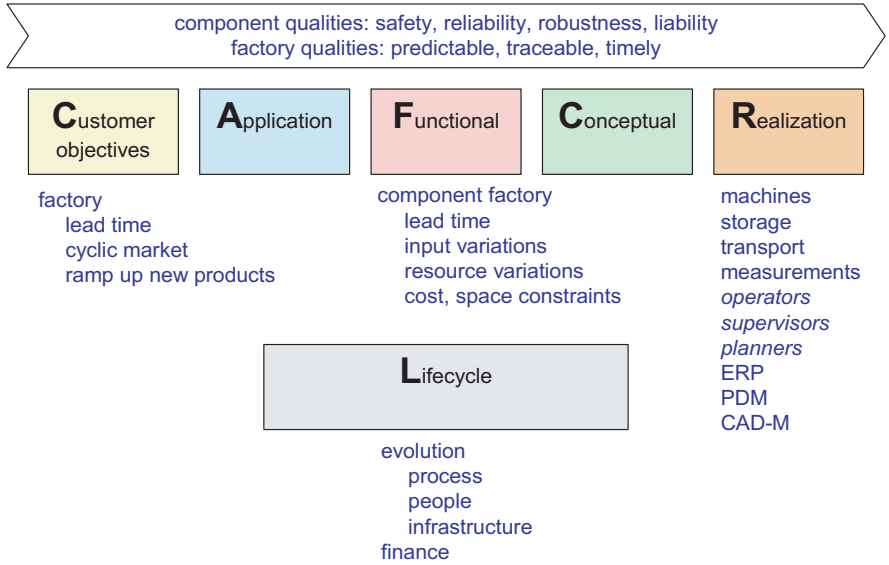 component qualities: safety, reliability, robustness, liability
factory qualities: predictable, traceable, timely
Customer
objectives
Application
Functional
Conceptual
Realization
factory
lead time
cyclic market
ramp up new products
component factory
lead time
input variations
resource variations
cost, space constraints
machines
storage
transport
measurements
operators
supervisors
planners
ERP
PDM
CAD-M
Lifecycle
evolution
process
people
infrastructure
finance